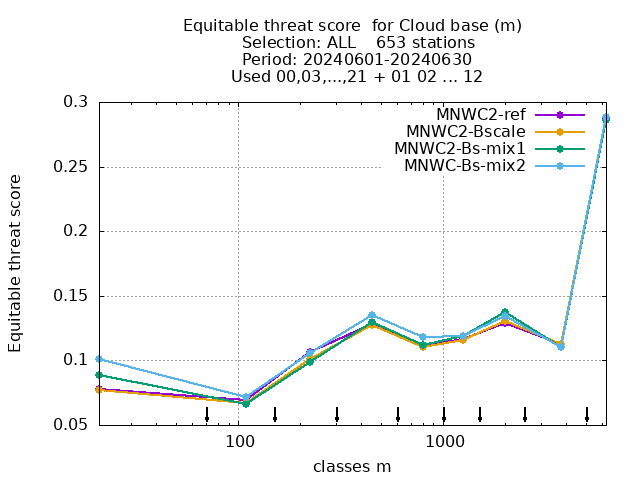 Equitable threat score  for Cloud base (m)
Selection: ALL    653 stations
Period: 20240601-20240630
Used 00,03,...,21 + 01 02 ... 12
MNWC2-ref
MNWC2-Bscale
MNWC2-Bs-mix1
MNWC-Bs-mix2
Equitable threat score
0.3
0.25
0.2
0.15
0.1
0.05
100
1000
classes m